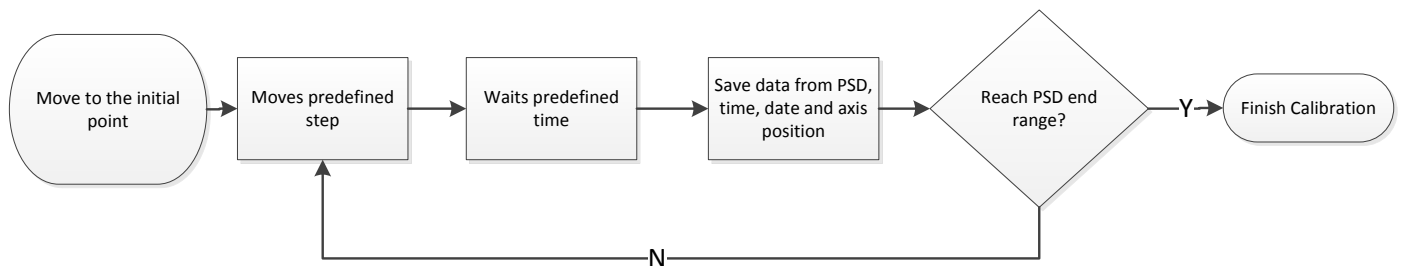 Move to the initial
point
Moves predefined
step
Waits predefined
time
Save data from PSD,
time, date and axis
position
Reach PSD end
range?
Y
Finish Calibration
N